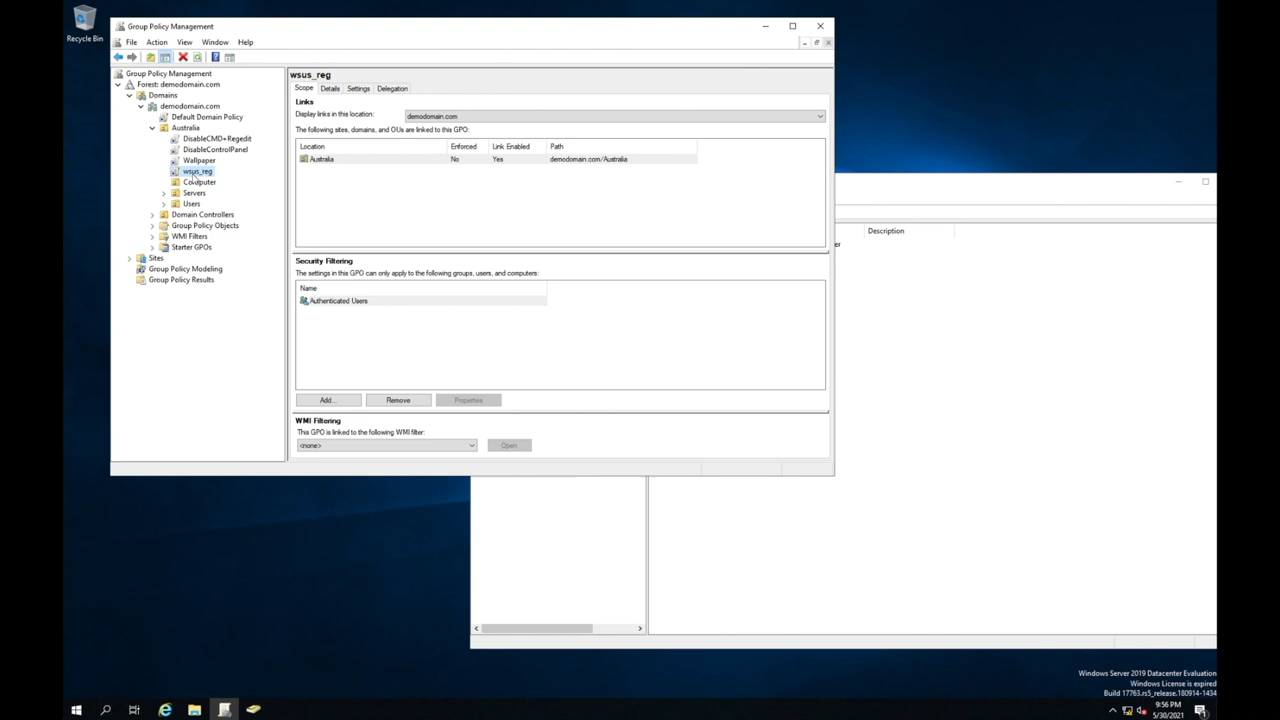 Recycle Bin
Group Policy Management
File Action View Window Help
Group Policy Management
Forest: demodomain.com
Domains
demodomain.com
Default Domain Policy
Australia
DisableCMD+Regedit
DisableControlPanel
Wallpaper
wsus_reg
Computer
Servers
Users
Domain Controllers
Group Policy Objects
WMI Filters
Starter GPOs
Sites
Group Policy Modeling
Group Policy Results
wsus_reg
Scope Details Settings Delegation
Links
Display links in this location: demodomain.com
The following sites, domains, and OUs are linked to this GPO:
Location Enforced Link Enabled Path
Australia No Yes demodomain.com/Australia
Security Filtering
The settings in this GPO can only apply to the following groups, users, and computers:
Name
Authenticated Users
Add... Remove Properties
WMI Filtering
This GPO is linked to the following WMI filter:
<none> Open
Description
Windows Server 2019 Datacenter Evaluation
Windows License is expired
Build 17763.rs5_release.180914-1434
9:56 PM
5/30/2021